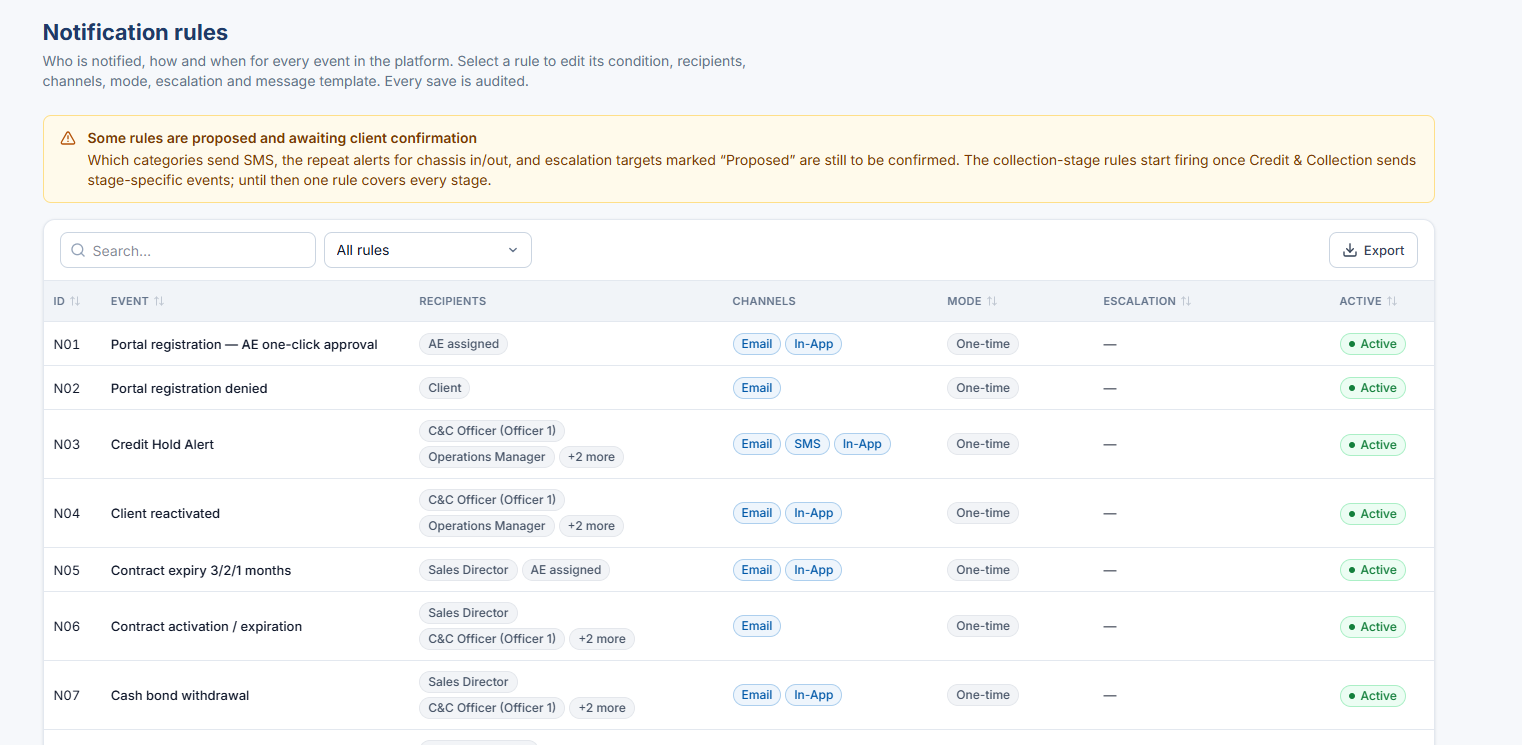 Notification rules
Who is notified, how and when for every event in the platform. Select a rule to edit its condition, recipients,
channels, mode, escalation and message template. Every save is audited.
Some rules are proposed and awaiting client confirmation
Which categories send SMS, the repeat alerts for chassis in/out, and escalation targets marked “Proposed” are still to be confirmed. The collection-stage rules start firing once Credit & Collection sends
stage-specific events; until then one rule covers every stage.
Search... All rules Export
ID EVENT RECIPIENTS CHANNELS MODE ESCALATION ACTIVE
N01 Portal registration — AE one-click approval AE assigned Email In-App One-time — Active
N02 Portal registration denied Client Email One-time — Active
C&C Officer (Officer 1)
N03 Credit Hold Alert Email SMS In-App One-time — Active
Operations Manager +2 more
C&C Officer (Officer 1)
N04 Client reactivated Email In-App One-time — Active
Operations Manager +2 more
N05 Contract expiry 3/2/1 months Sales Director AE assigned Email In-App One-time — Active
Sales Director
N06 Contract activation / expiration Email One-time — Active
C&C Officer (Officer 1) +2 more
Sales Director
N07 Cash bond withdrawal Email In-App One-time — Active
C&C Officer (Officer 1) +2 more